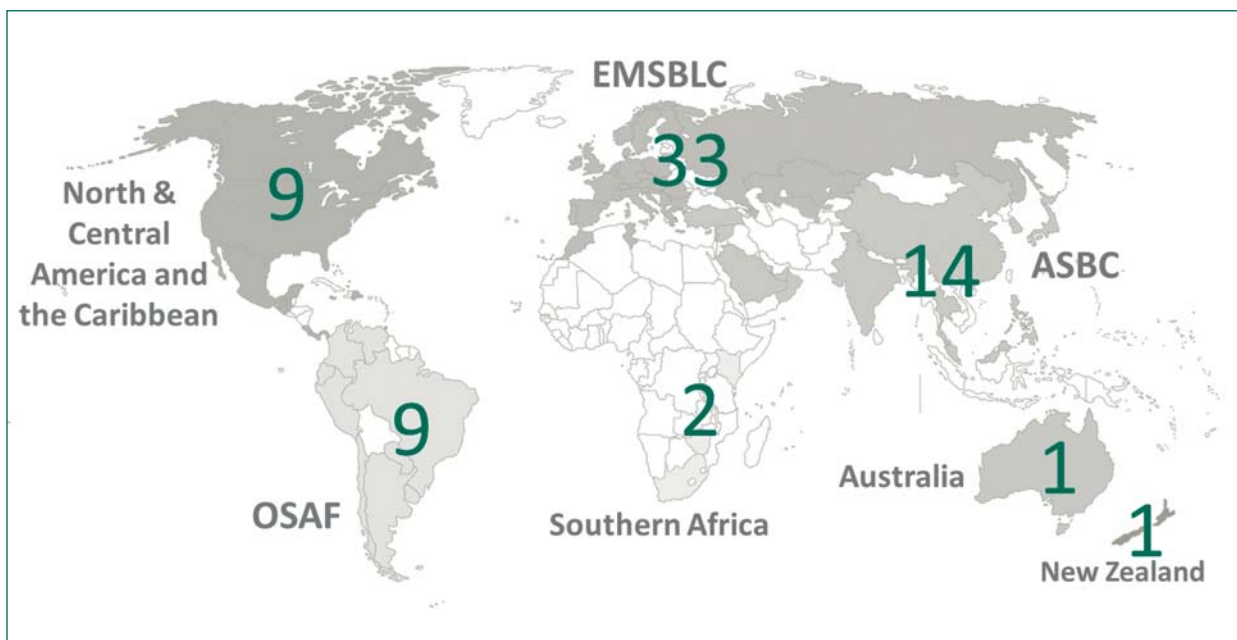 EMSBLC
33
9
North &
Central
America and
the Caribbean
14
ASBC
9
OSAF
2
Southern Africa
Australia
1
1
New Zealand